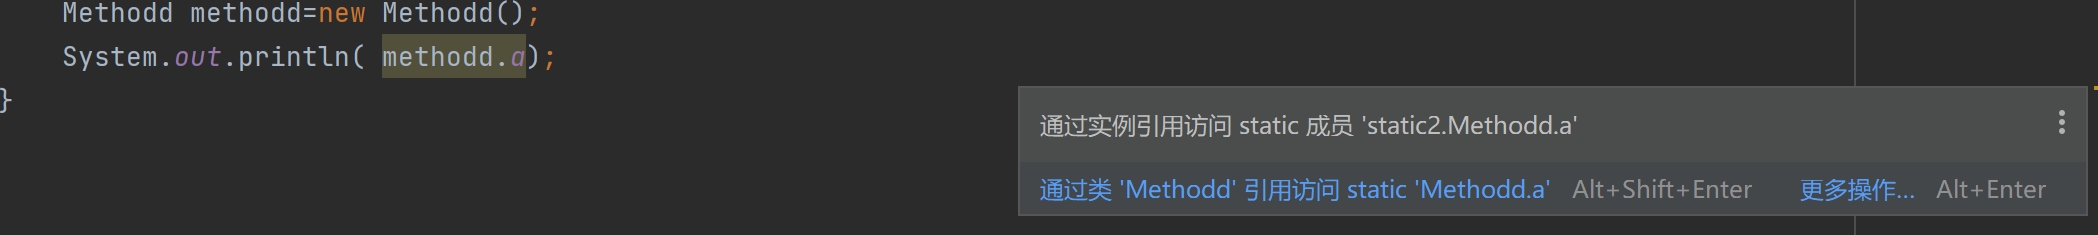 Methodd methodd=new Methodd();
System.out.println( methodd.a);
}
通过实例引用访问 static 成员 'static2.Methodd.a'
通过类 'Methodd' 引用访问 static 'Methodd.a' Alt+Shift+Enter 更多操作... Alt+Enter